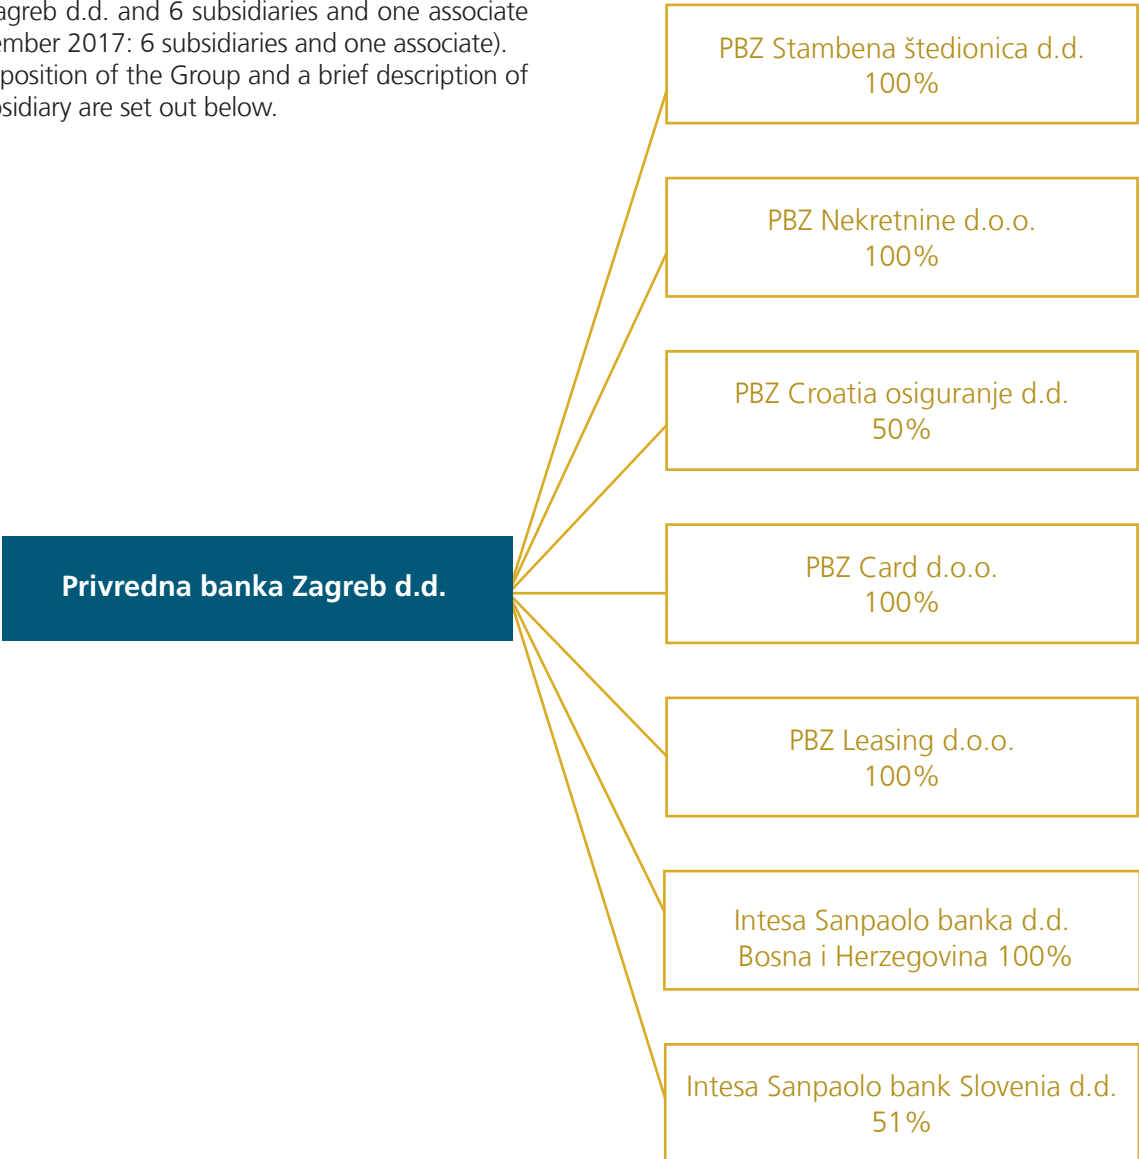 agreb d.d. and 6 subsidiaries and one associate
ember 2017: 6 subsidiaries and one associate).
position of the Group and a brief description of
sidiary are set out below.
PBZ Stambena štedionica d.d.
100%
PBZ Nekretnine d.o.o.
100%
PBZ Croatia osiguranje d.d.
50%
Privredna banka Zagreb d.d.
PBZ Card d.o.o.
100%
PBZ Leasing d.o.o.
100%
Intesa Sanpaolo banka d.d.
Bosna i Herzegovina 100%
Intesa Sanpaolo bank Slovenia d.d.
51%